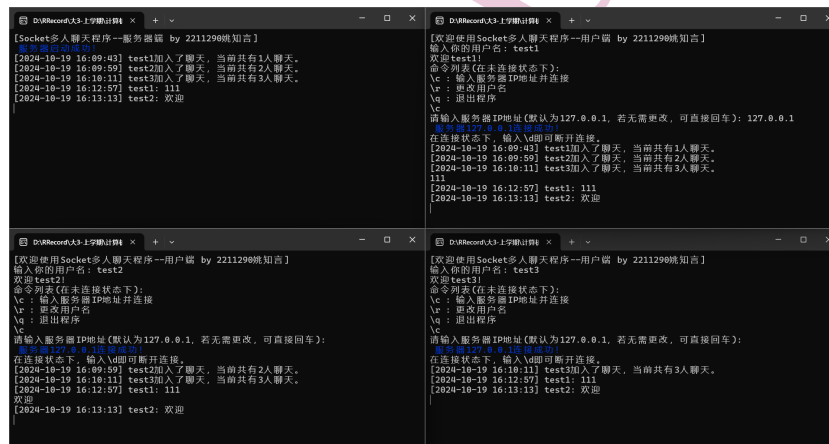 D:\RRecord\大3-上学期\计算机
[Socket多人聊天程序--服务器端 by 2211290姚知言]
服务器启动成功!
[2024-10-19 16:09:43] test1加入了聊天，当前共有1人聊天。
[2024-10-19 16:09:59] test2加入了聊天，当前共有2人聊天。
[2024-10-19 16:10:11] test3加入了聊天，当前共有3人聊天。
[2024-10-19 16:12:57] test1: 111
[2024-10-19 16:13:13] test2: 欢迎
D:\RRecord\大3-上学期\计算机
[欢迎使用Socket多人聊天程序--用户端 by 2211290姚知言]
输入你的用户名: test1
欢迎test1!
命令列表(在未连接状态下):
\c : 输入服务器IP地址并连接
\r : 更改用户名
\q : 退出程序
\c
请输入服务器IP地址(默认为127.0.0.1, 若无需更改, 可直接回车): 127.0.0.1
服务器127.0.0.1连接成功!
在连接状态下, 输入\d即可断开连接。
[2024-10-19 16:09:43] test1加入了聊天，当前共有1人聊天。
[2024-10-19 16:09:59] test2加入了聊天，当前共有2人聊天。
[2024-10-19 16:10:11] test3加入了聊天，当前共有3人聊天。
111
[2024-10-19 16:12:57] test1: 111
[2024-10-19 16:13:13] test2: 欢迎
D:\RRecord\大3-上学期\计算机
[欢迎使用Socket多人聊天程序--用户端 by 2211290姚知言]
输入你的用户名: test2
欢迎test2!
命令列表(在未连接状态下):
\c : 输入服务器IP地址并连接
\r : 更改用户名
\q : 退出程序
\c
请输入服务器IP地址(默认为127.0.0.1, 若无需更改, 可直接回车):
服务器127.0.0.1连接成功!
在连接状态下, 输入\d即可断开连接。
[2024-10-19 16:09:59] test2加入了聊天，当前共有2人聊天。
[2024-10-19 16:10:11] test3加入了聊天，当前共有3人聊天。
[2024-10-19 16:12:57] test1: 111
欢迎
[2024-10-19 16:13:13] test2: 欢迎
D:\RRecord\大3-上学期\计算机
[欢迎使用Socket多人聊天程序--用户端 by 2211290姚知言]
输入你的用户名: test3
欢迎test3!
命令列表(在未连接状态下):
\c : 输入服务器IP地址并连接
\r : 更改用户名
\q : 退出程序
\c
请输入服务器IP地址(默认为127.0.0.1, 若无需更改, 可直接回车):
服务器127.0.0.1连接成功!
在连接状态下, 输入\d即可断开连接。
[2024-10-19 16:10:11] test3加入了聊天，当前共有3人聊天。
[2024-10-19 16:12:57] test1: 111
[2024-10-19 16:13:13] test2: 欢迎